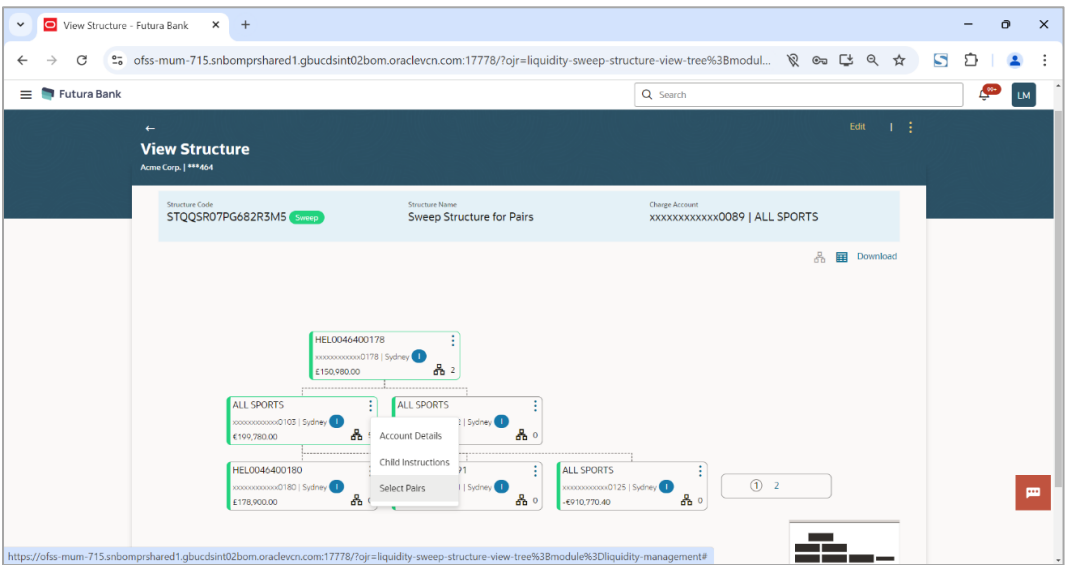 View Structure - Futura Bank
ofss-mum-715.snbomprshared1.gbucdsint02bom.oraclevcn.com:17778/?ojr=liquidity-sweep-structure-view-tree%3Bmodul...
Futura Bank
Search
99+
LM
Edit
View Structure
Acme Corp. | ***464
Structure Code
Structure Name
Charge Account
STQQSR07PG682R3M5 Sweep
Sweep Structure for Pairs
xxxxxxxxxxxx0089 | ALL SPORTS
Download
HEL0046400178
xxxxxxxxxxxx0178 | Sydney I
£150,980.00 2
ALL SPORTS
xxxxxxxxxxxx0103 | Sydney I
€199,780.00
ALL SPORTS
2 | Sydney I
0
Account Details
Child Instructions
Select Pairs
HEL0046400180
xxxxxxxxxxxx0180 | Sydney I
£178,900.00
91
| Sydney I
0
ALL SPORTS
xxxxxxxxxxxx0125 | Sydney I
-€910,770.40 0
1 2
https://ofss-mum-715.snbomprshared1.gbucdsint02bom.oraclevcn.com:17778/?ojr=liquidity-sweep-structure-view-tree%3Bmodule%3Dliquidity-management#